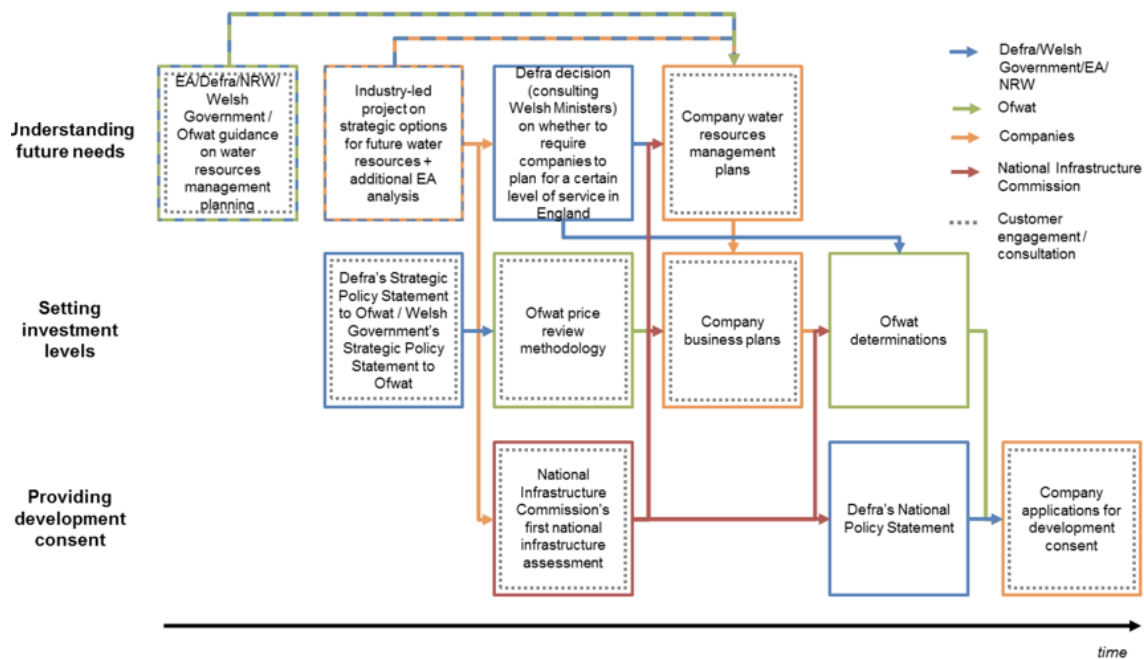 Understanding
future needs
EA/Defra/NRW/
Welsh
Government /
Ofwat guidance
on water
resources
management
planning
Industry-led
project on
strategic options
for future water
resources +
additional EA
analysis
Defra decision
(consulting
Welsh Ministers)
on whether to
require
companies to
plan for a certain
level of service in
England
Company water
resources
management
plans
Defra/Welsh
Government/EA/
NRW
Ofwat
Companies
National Infrastructure
Commission
Customer
engagement /
consultation
Setting
investment
levels
Defra's Strategic
Policy Statement
to Ofwat / Welsh
Government's
Strategic Policy
Statement to
Ofwat
Ofwat price
review
methodology
Company
business plans
Ofwat
determinations
Providing
development
consent
National
Infrastructure
Commission's
first national
infrastructure
assessment
Defra's National
Policy Statement
Company
applications for
development
consent
time